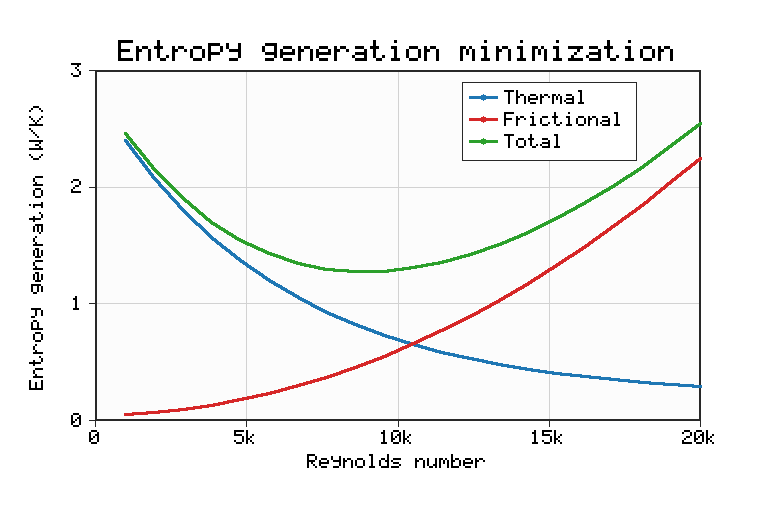 Entropy generation minimization
3
2
1
0
Entropy generation (W/K)
Thermal
Frictional
Total
0 5k 10k 15k 20k
Reynolds number